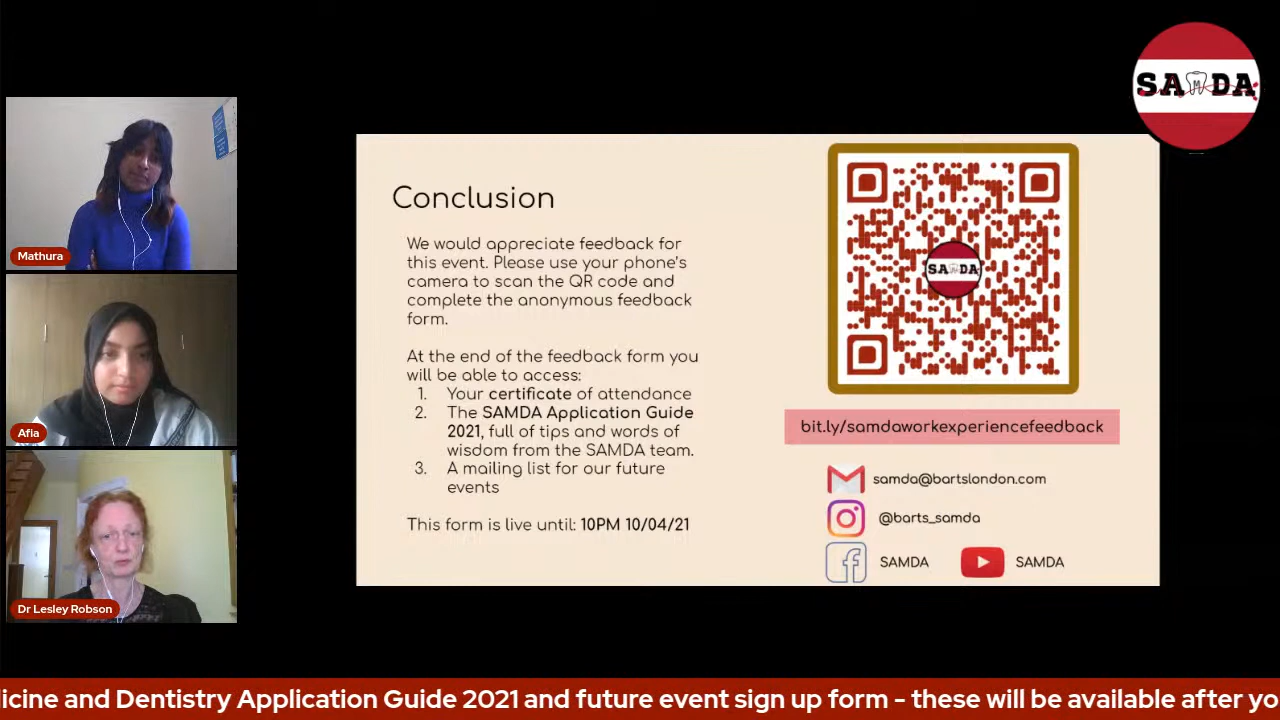 SAMDA
Mathura
Afia
Dr Lesley Robson
Conclusion
We would appreciate feedback for
this event. Please use your phone's
camera to scan the QR code and
complete the anonymous feedback
form.
At the end of the feedback form you
will be able to access:
1. Your certificate of attendance
2. The SAMDA Application Guide
2021, full of tips and words of
wisdom from the SAMDA team.
3. A mailing list for our future
events
This form is live until: 10PM 10/04/21
SAMDA
bit.ly/samdaworkexperiencefeedback
samda@bartslondon.com
@barts_samda
SAMDA
SAMDA
dicine and Dentistry Application Guide 2021 and future event sign up form - these will be available after yo